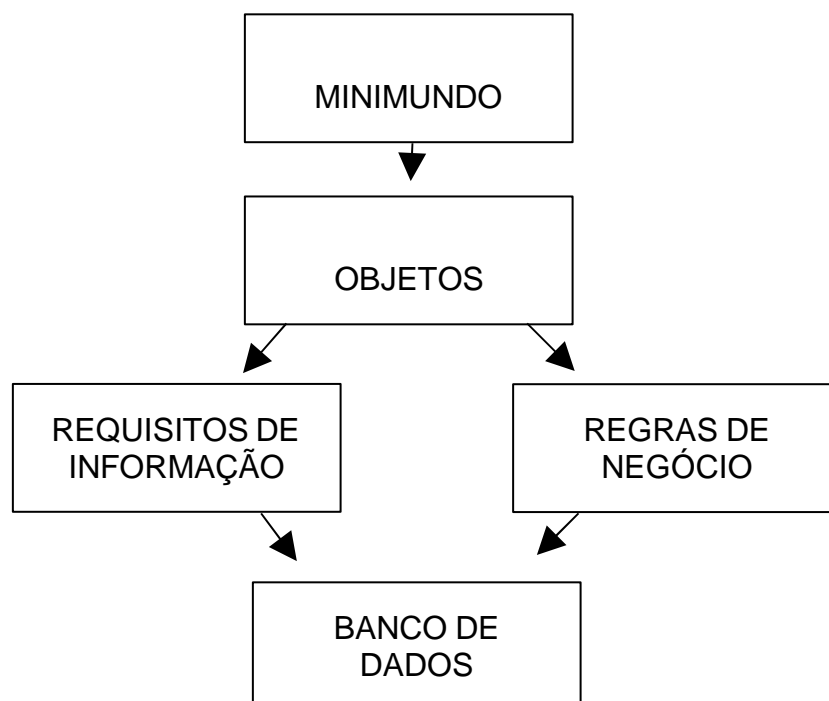 MINIMUNDO
OBJETOS
REQUISITOS DE
INFORMAÇÃO
REGRAS DE
NEGÓCIO
BANCO DE
DADOS